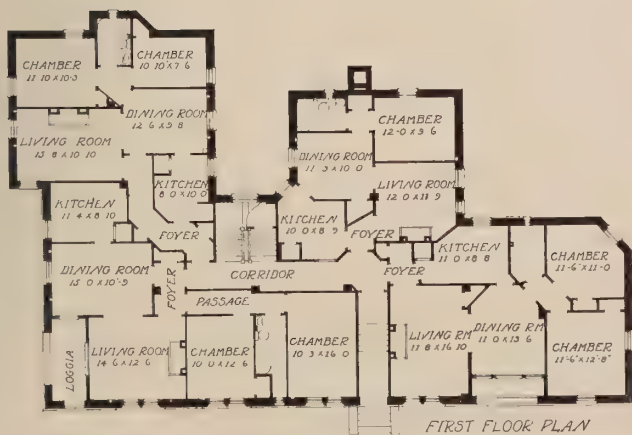 CHAMBER
11 10 X 10-3
CHAMBER
10 10 X 7 6
DINING ROOM
12 6 X 9 8
LIVING ROOM
15 8 X 10 10
KITCHEN
8 0 X 10 0
KITCHEN
11 4 X 8 10
FOYER
DINING ROOM
15 0 X 10-9
FOYER
CORRIDOR
PASSAGE
LOGGIA
LIVING ROOM
14 6 X 12 6
CHAMBER
10 0 X 12 6
CHAMBER
10 3 X 16 0
CHAMBER
12-0 X 9 6
DINING ROOM
11 3 X 10 0
LIVING ROOM
12 0 X 11 9
KITCHEN
10 0 X 8 9
FOYER
FOYER
KITCHEN
11 0 X 8 8
CHAMBER
11-6" X 11-0
LIVING RM
11 8 X 16 10
DINING RM
11 0 X 13 6
CHAMBER
11-6" X 12-8"
FIRST FLOOR PLAN